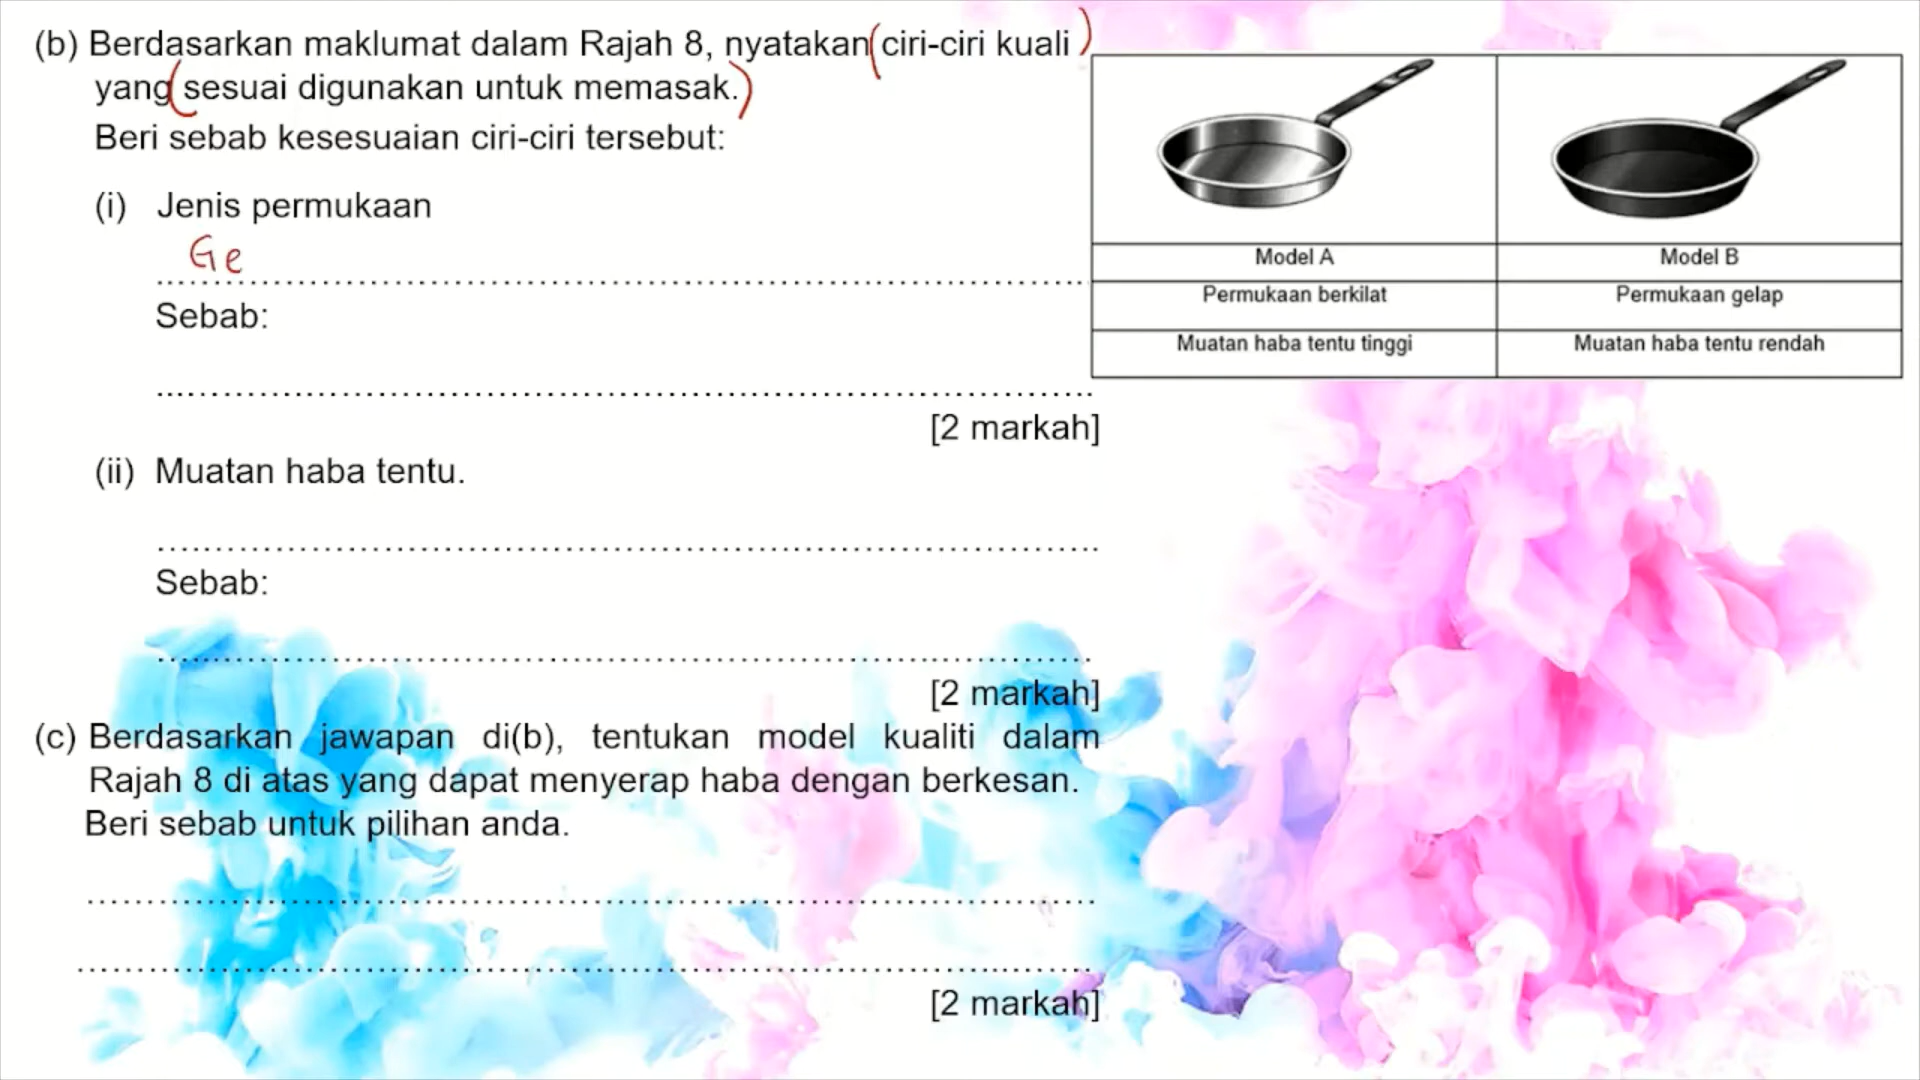 (b) Berdasarkan maklumat dalam Rajah 8, nyatakan ciri-ciri kuali
yang sesuai digunakan untuk memasak.
Beri sebab kesesuaian ciri-ciri tersebut:
(i) Jenis permukaan
Ge
Sebab:
[2 markah]
(ii) Muatan haba tentu.
Sebab:
[2 markah]
(c) Berdasarkan jawapan di(b), tentukan model kualiti dalam
Rajah 8 di atas yang dapat menyerap haba dengan berkesan.
Beri sebab untuk pilihan anda.
[2 markah]
Model A Model B
Permukaan berkilat Permukaan gelap
Muatan haba tentu tinggi Muatan haba tentu rendah